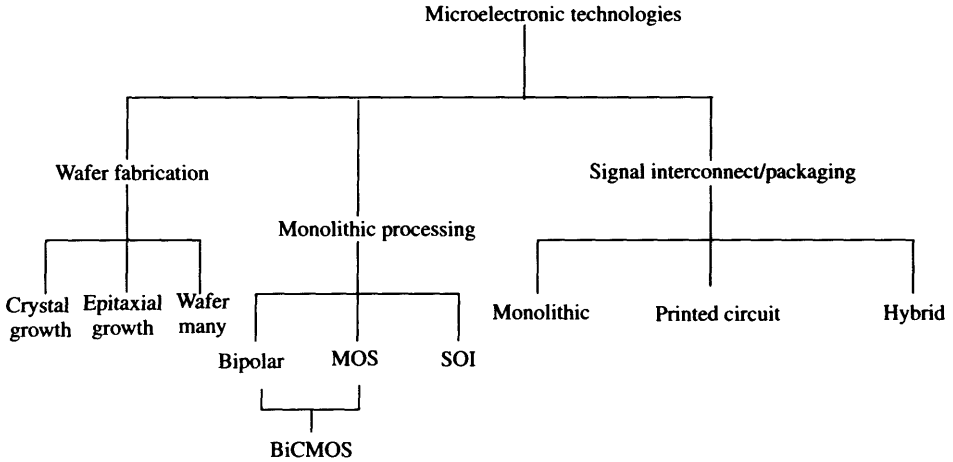 Microelectronic technologies
Wafer fabrication
Signal interconnect/packaging
Monolithic processing
Crystal
growth
Epitaxial
growth
Wafer
many
Monolithic
Printed circuit
Hybrid
Bipolar
MOS
SOI
BiCMOS